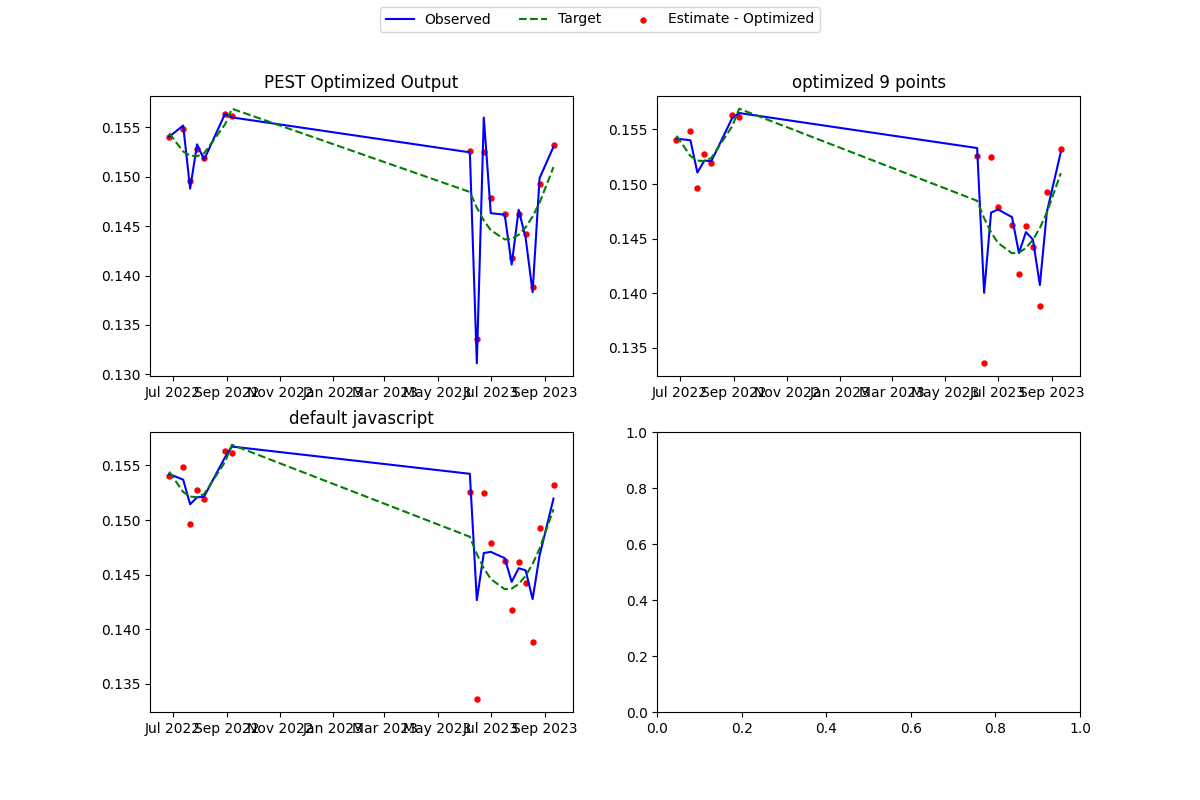 Observed Target Estimate - Optimized
PEST Optimized Output
0.155
0.150
0.145
0.140
0.135
0.130
Jul 2022 Sep 2022 Nov 2022 Jan 2023 Mar 2023 May 2023 Jul 2023 Sep 2023
optimized 9 points
0.155
0.150
0.145
0.140
0.135
Jul 2022 Sep 2022 Nov 2022 Jan 2023 Mar 2023 May 2023 Jul 2023 Sep 2023
default javascript
0.155
0.150
0.145
0.140
0.135
Jul 2022 Sep 2022 Nov 2022 Jan 2023 Mar 2023 May 2023 Jul 2023 Sep 2023
1.0
0.8
0.6
0.4
0.2
0.0
0.0 0.2 0.4 0.6 0.8 1.0